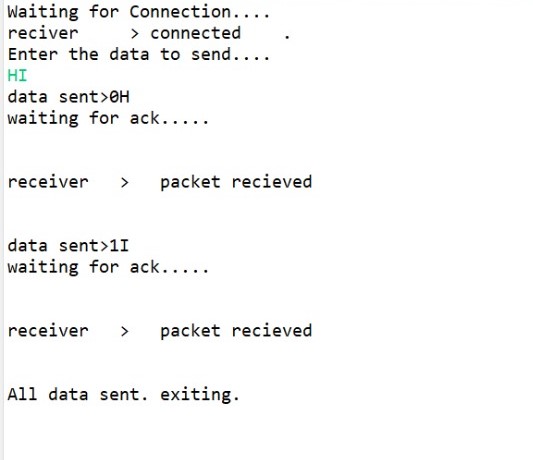 Waiting for Connection....
reciver     > connected    .
Enter the data to send....
HI
data sent>0H
waiting for ack.....
receiver   >   packet recieved
data sent>1I
waiting for ack.....
receiver   >   packet recieved
All data sent. exiting.